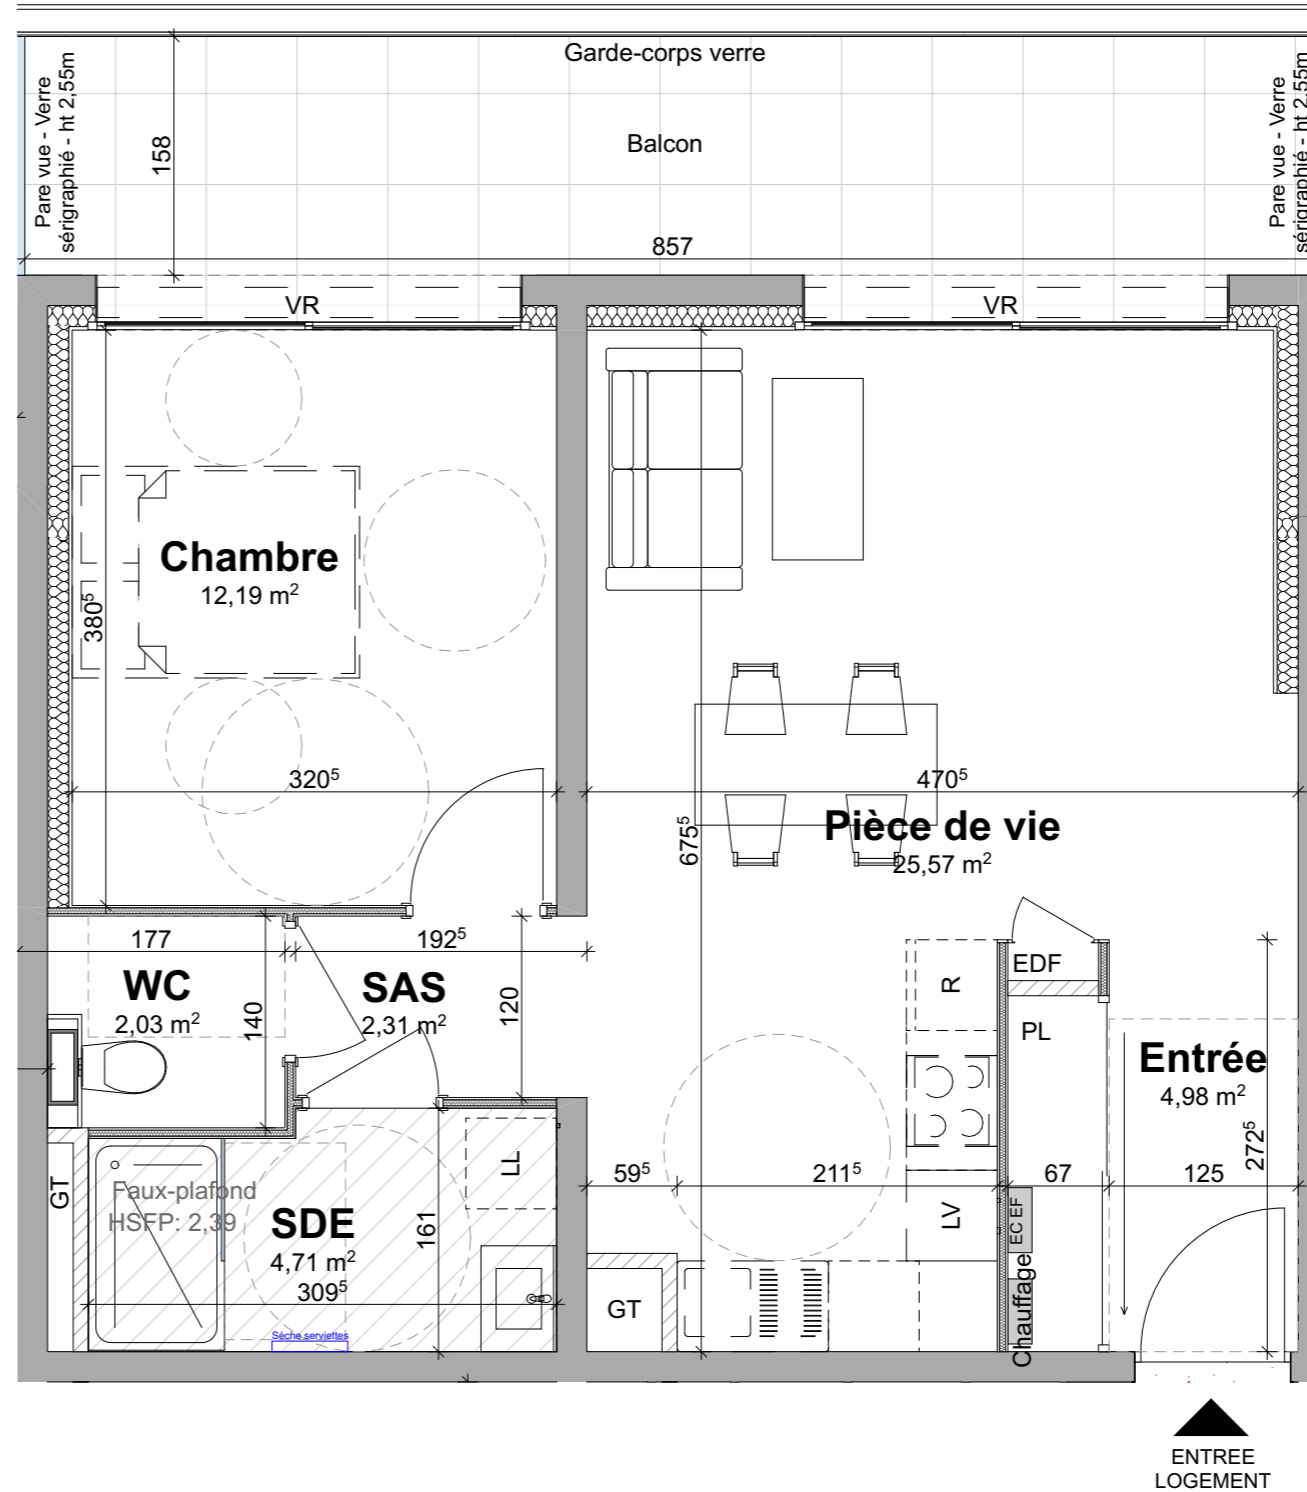 Garde-corps verre
Pare vue - Verre
sérigraphié - ht 2,55m
Pare vue - Verre
sérigraphié - ht 2,55m
158
Balcon
857
VR
VR
Chambre
12,19 m²
380⁵
320⁵
470⁵
Pièce de vie
25,57 m²
675⁵
177
192⁵
WC
2,03 m²
140
SAS
2,31 m²
120
R
EDF
PL
Entrée
4,98 m²
272⁵
59⁵
211⁵
67
125
GT
Faux-plafond
HSFP: 2,39
SDE
4,71 m²
309⁵
161
LL
LV
EC EF
Chauffage
Sèche serviettes
GT
ENTREE
LOGEMENT